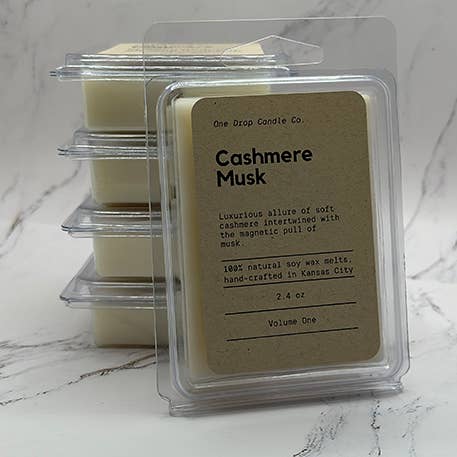 One Drop Candle Co.
Cashmere
Musk
Luxurious allure of soft
cashmere intertwined with
the magnetic pull of
musk.
100% natural soy wax melts,
hand-crafted in Kansas City
2.4 oz
Volume One